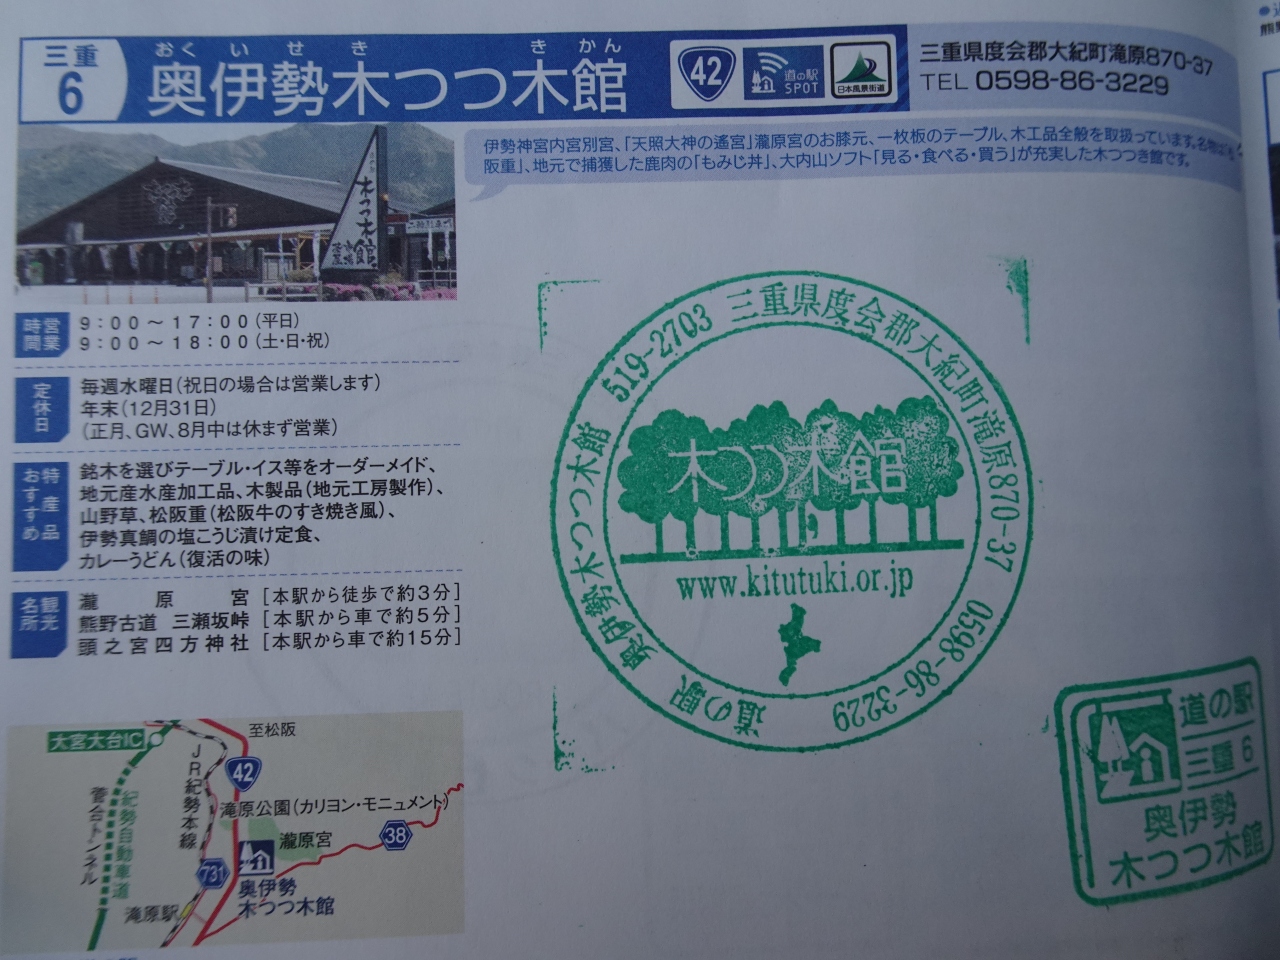 三重
6
おくいせ き きかん
奥伊勢木つつ木館
42
道の駅
SPOT
日本風景街道
三重県度会郡大紀町滝原870-37
TEL 0598-86-3229
伊勢神宮内宮別宮、「天照大神の遙宮」瀧原宮のお膝元、一枚板のテーブル、木工品全般を取扱っています。名物は「松
阪重」、地元で捕獲した鹿肉の「もみじ丼」、大内山ソフト「見る・食べる・買う」が充実した木つつき館です。
木つつ木館
営業時間
9:00〜17:00(平日)
9:00〜18:00(土・日・祝)
定休日
毎週水曜日(祝日の場合は営業します)
年末(12月31日)
(正月、GW、8月中は休まず営業)
特産品おすすめ
銘木を選びテーブル・イス等をオーダーメイド、
地元産水産加工品、木製品(地元工房製作)、
山野草、松阪重(松阪牛のすき焼き風)、
伊勢真鯛の塩こうじ漬け定食、
カレーうどん(復活の味)
観光名所
瀧原宮 [本駅から徒歩で約3分]
熊野古道 三瀬坂峠 [本駅から車で約5分]
頭之宮四方神社 [本駅から車で約15分]
519-2703 三重県度会郡大紀町滝原870-37
0598-86-3229
道の駅 奥伊勢木つつ木館
木つつ木館
www.kitutuki.or.jp
道の駅
三重 6
奥伊勢
木つつ木館
大宮大台IC
至松阪
JR紀勢本線
42
紀勢自動車道
菅合トンネル
滝原公園(カリヨン・モニュメント)
瀧原宮
38
731
奥伊勢
木つつ木館
滝原駅